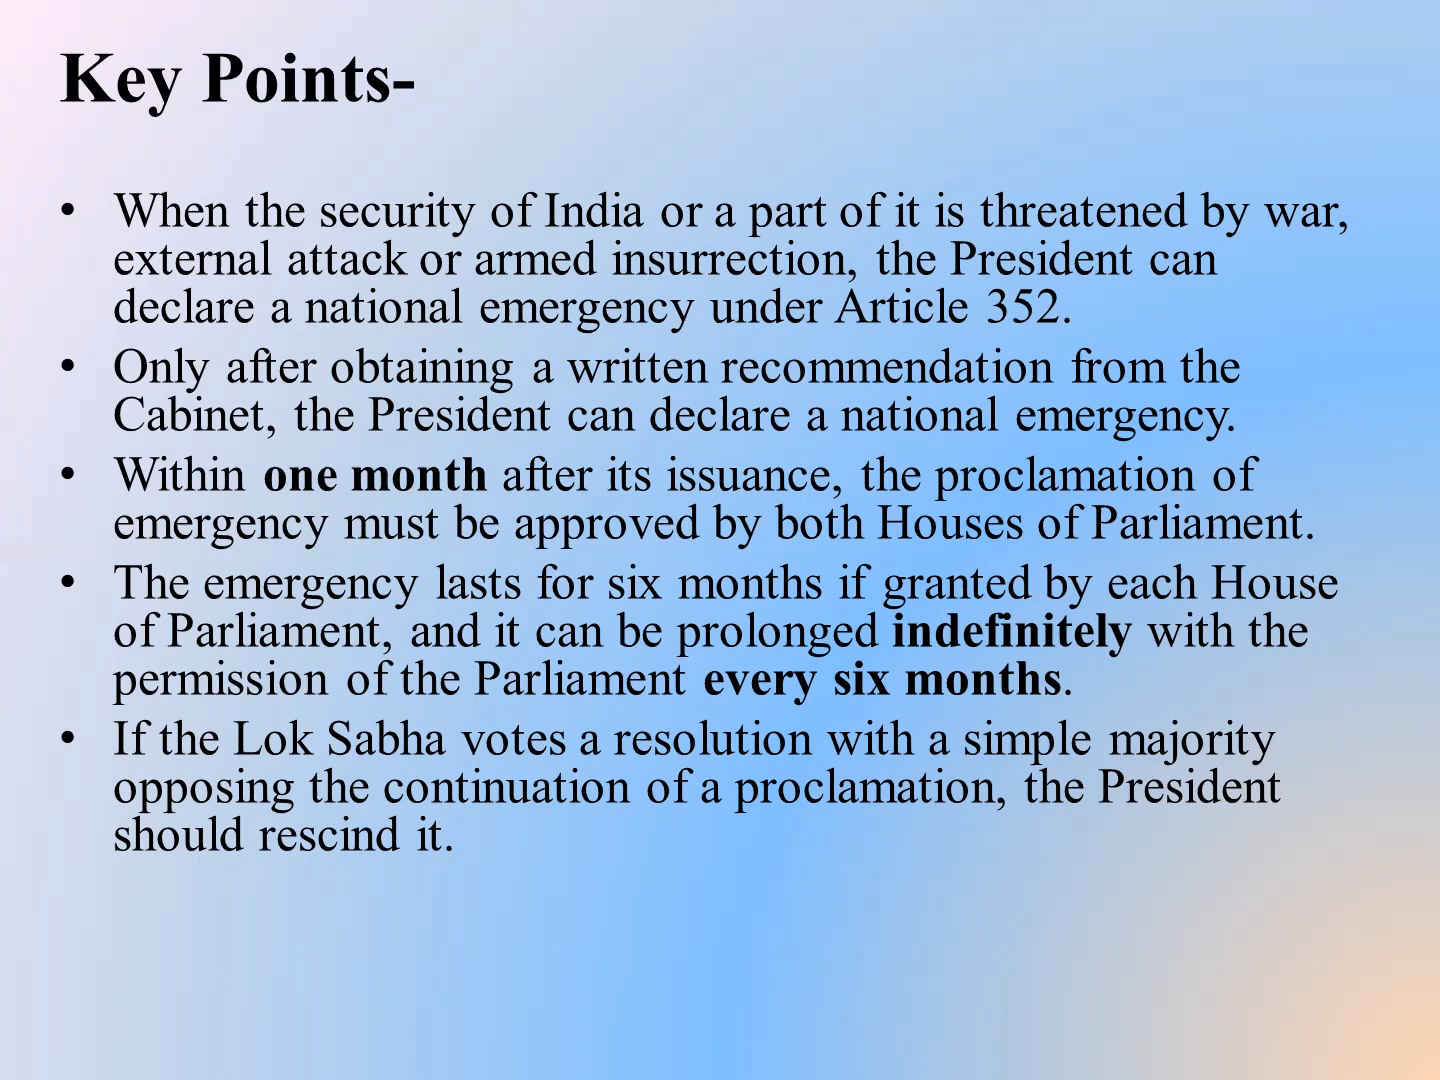 Key Points-
• When the security of India or a part of it is threatened by war,
external attack or armed insurrection, the President can
declare a national emergency under Article 352.
• Only after obtaining a written recommendation from the
Cabinet, the President can declare a national emergency.
• Within one month after its issuance, the proclamation of
emergency must be approved by both Houses of Parliament.
• The emergency lasts for six months if granted by each House
of Parliament, and it can be prolonged indefinitely with the
permission of the Parliament every six months.
• If the Lok Sabha votes a resolution with a simple majority
opposing the continuation of a proclamation, the President
should rescind it.